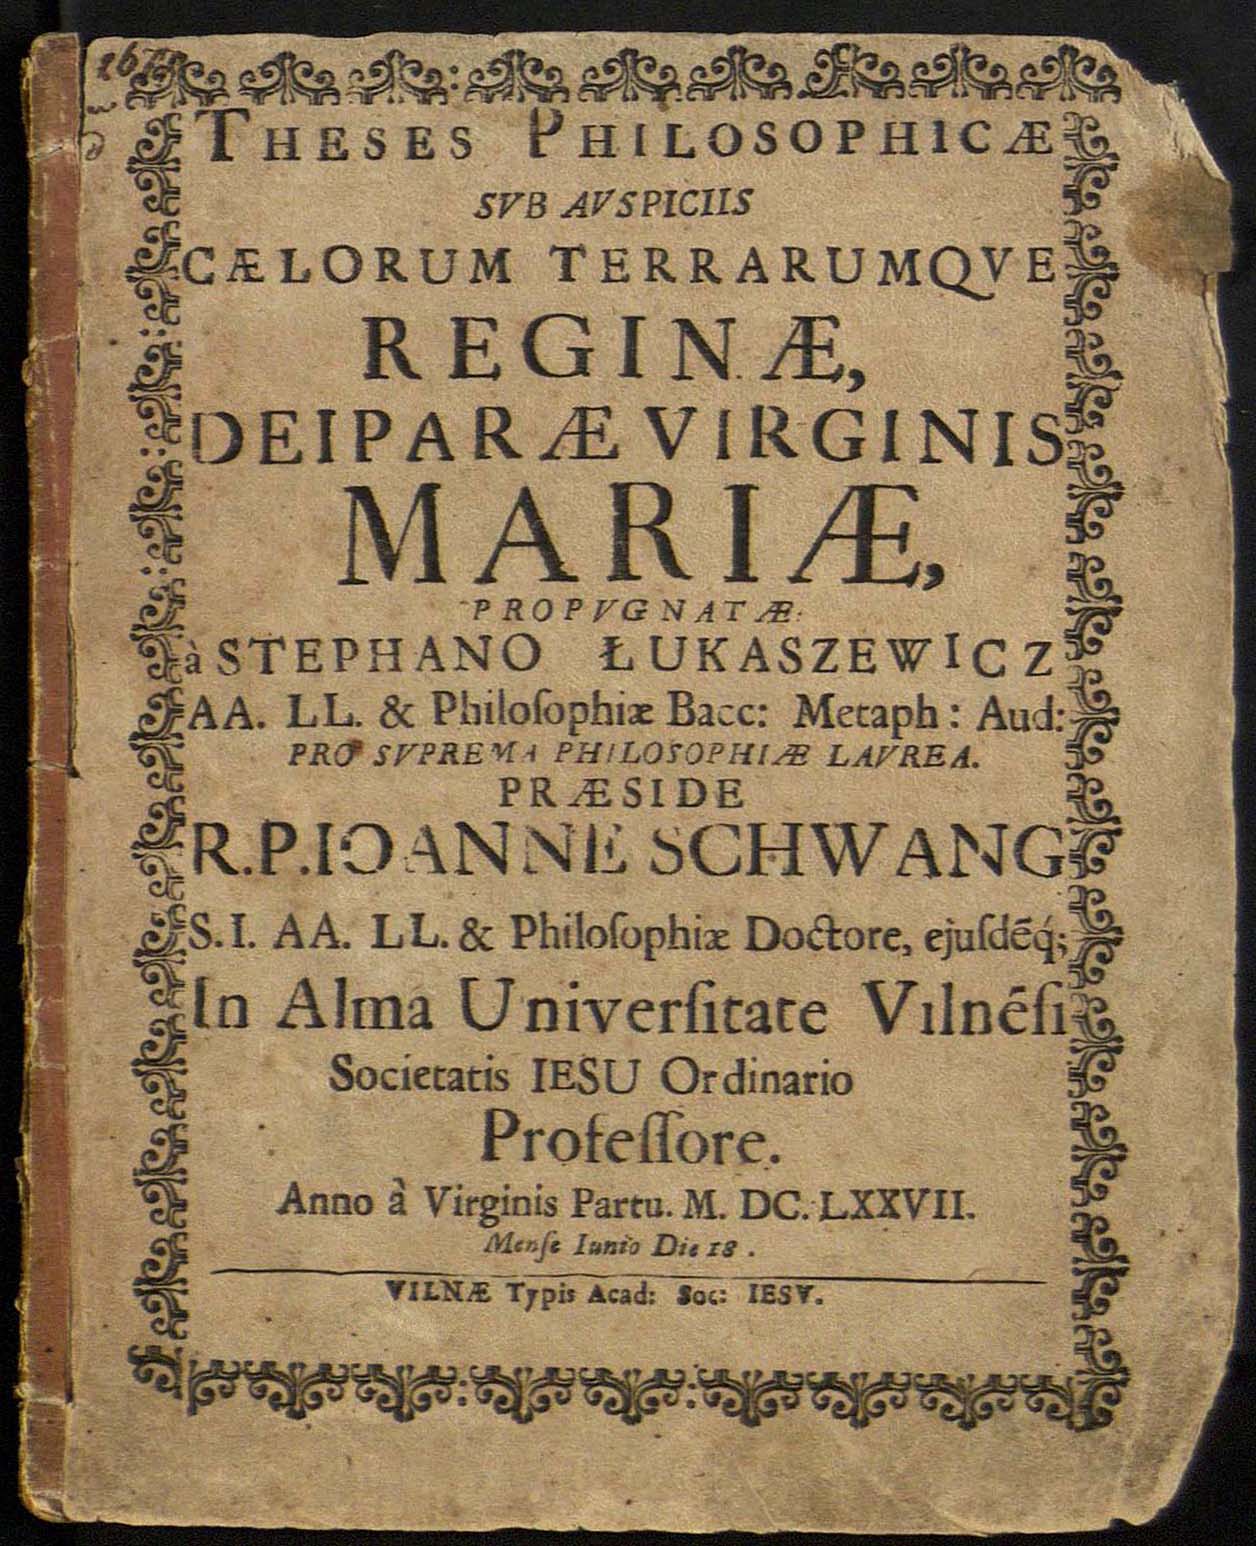 THESES PHILOSOPHICÆ
SVB AVSPICIIS
CÆLORUM TERRARUMQVE
REGINÆ,
DEIPARÆ VIRGINIS
MARIÆ,
PROPVGNATÆ
à STEPHANO ŁUKASZEWICZ
AA. LL. & Philoſophiæ Bacc: Metaph: Aud:
PRO SVPREMA PHILOSOPHIÆ LAVREA.
PRÆSIDE
R.P.IOANNE SCHWANG
S.I. AA. LL. & Philoſophiæ Doctore, ejuſdēq́;
In Alma Univerſitate Vilnēſi
Societatis IESU Ordinario
Profeſſore.
Anno à Virginis Partu. M. DC. LXXVII.
Menſe Iunio Die 18.
VILNÆ Typis Acad: Soc: IESV.